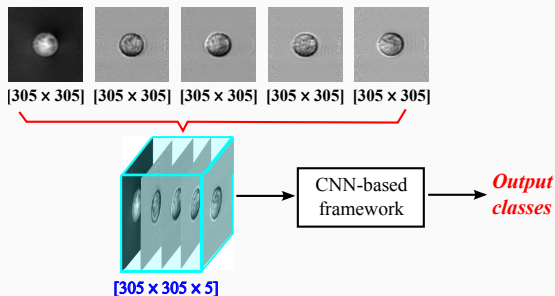 [305 × 305] [305 × 305] [305 × 305] [305 × 305] [305 × 305]
CNN-based
framework
Output
classes
[305 × 305 × 5]